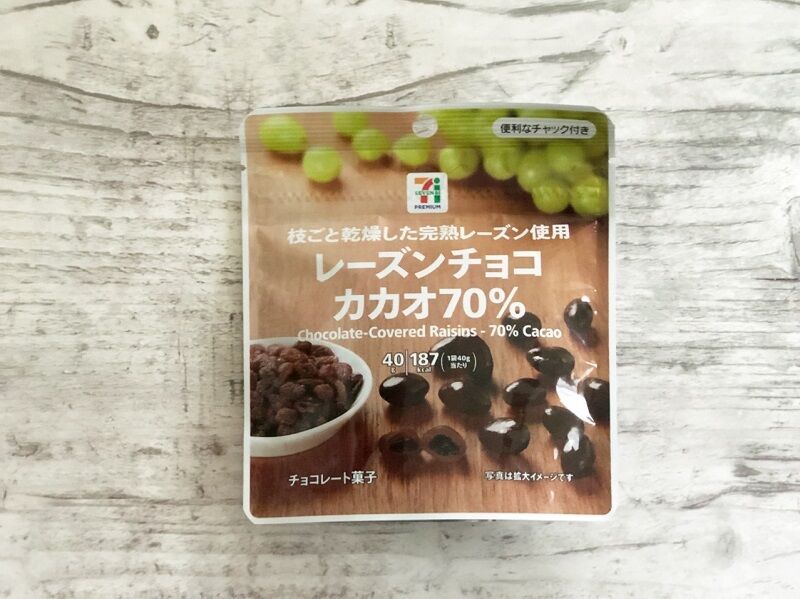 便利なチャック付き
7
SEVEN & i
PREMIUM
枝ごと乾燥した完熟レーズン使用
レーズンチョコ
カカオ70%
Chocolate-Covered Raisins - 70% Cacao
40g 187kcal (1袋40g当たり)
チョコレート菓子
写真は拡大イメージです